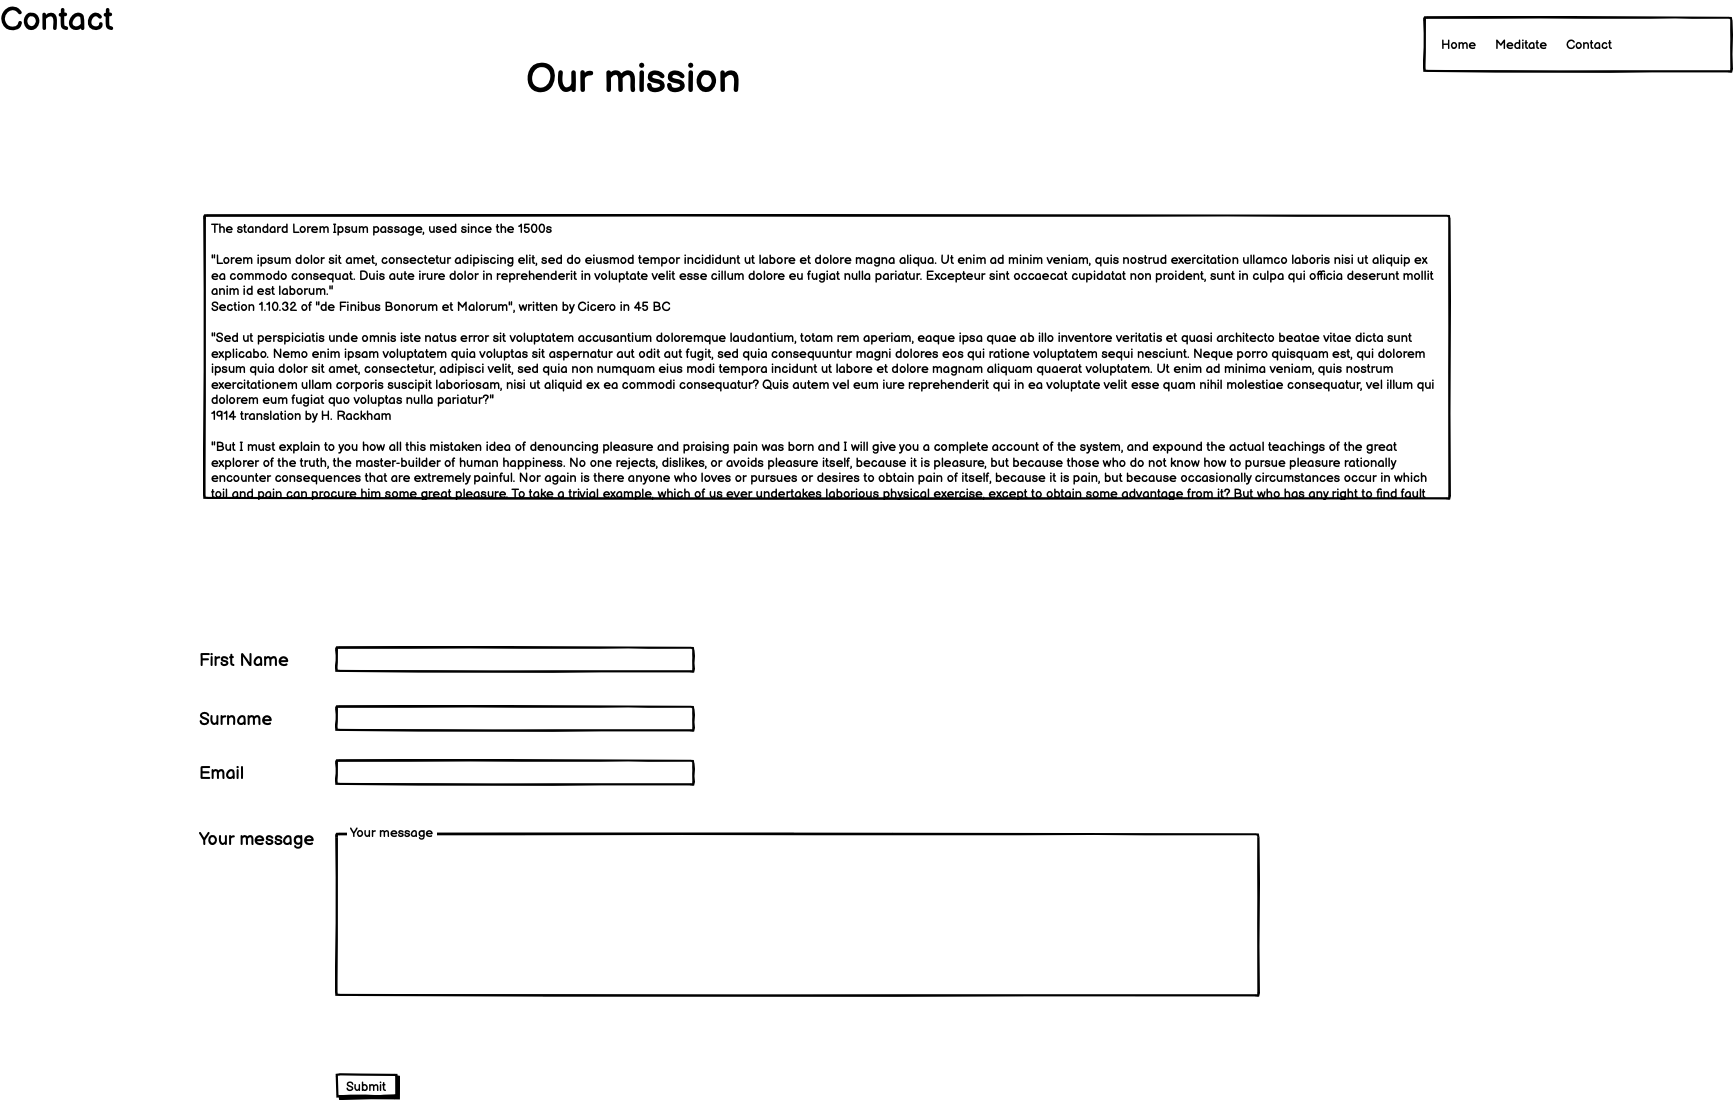 Contact
Home Meditate Contact
Our mission
The standard Lorem Ipsum passage, used since the 1500s
"Lorem ipsum dolor sit amet, consectetur adipiscing elit, sed do eiusmod tempor incididunt ut labore et dolore magna aliqua. Ut enim ad minim veniam, quis nostrud exercitation ullamco laboris nisi ut aliquip ex
ea commodo consequat. Duis aute irure dolor in reprehenderit in voluptate velit esse cillum dolore eu fugiat nulla pariatur. Excepteur sint occaecat cupidatat non proident, sunt in culpa qui officia deserunt mollit
anim id est laborum."
Section 1.10.32 of "de Finibus Bonorum et Malorum", written by Cicero in 45 BC
"Sed ut perspiciatis unde omnis iste natus error sit voluptatem accusantium doloremque laudantium, totam rem aperiam, eaque ipsa quae ab illo inventore veritatis et quasi architecto beatae vitae dicta sunt
explicabo. Nemo enim ipsam voluptatem quia voluptas sit aspernatur aut odit aut fugit, sed quia consequuntur magni dolores eos qui ratione voluptatem sequi nesciunt. Neque porro quisquam est, qui dolorem
ipsum quia dolor sit amet, consectetur, adipisci velit, sed quia non numquam eius modi tempora incidunt ut labore et dolore magnam aliquam quaerat voluptatem. Ut enim ad minima veniam, quis nostrum
exercitationem ullam corporis suscipit laboriosam, nisi ut aliquid ex ea commodi consequatur? Quis autem vel eum iure reprehenderit qui in ea voluptate velit esse quam nihil molestiae consequatur, vel illum qui
dolorem eum fugiat quo voluptas nulla pariatur?"
1914 translation by H. Rackham
"But I must explain to you how all this mistaken idea of denouncing pleasure and praising pain was born and I will give you a complete account of the system, and expound the actual teachings of the great
explorer of the truth, the master-builder of human happiness. No one rejects, dislikes, or avoids pleasure itself, because it is pleasure, but because those who do not know how to pursue pleasure rationally
encounter consequences that are extremely painful. Nor again is there anyone who loves or pursues or desires to obtain pain of itself, because it is pain, but because occasionally circumstances occur in which
toil and pain can procure him some great pleasure. To take a trivial example, which of us ever undertakes laborious physical exercise, except to obtain some advantage from it? But who has any right to find fault
First Name
Surname
Email
Your message
Your message
Submit